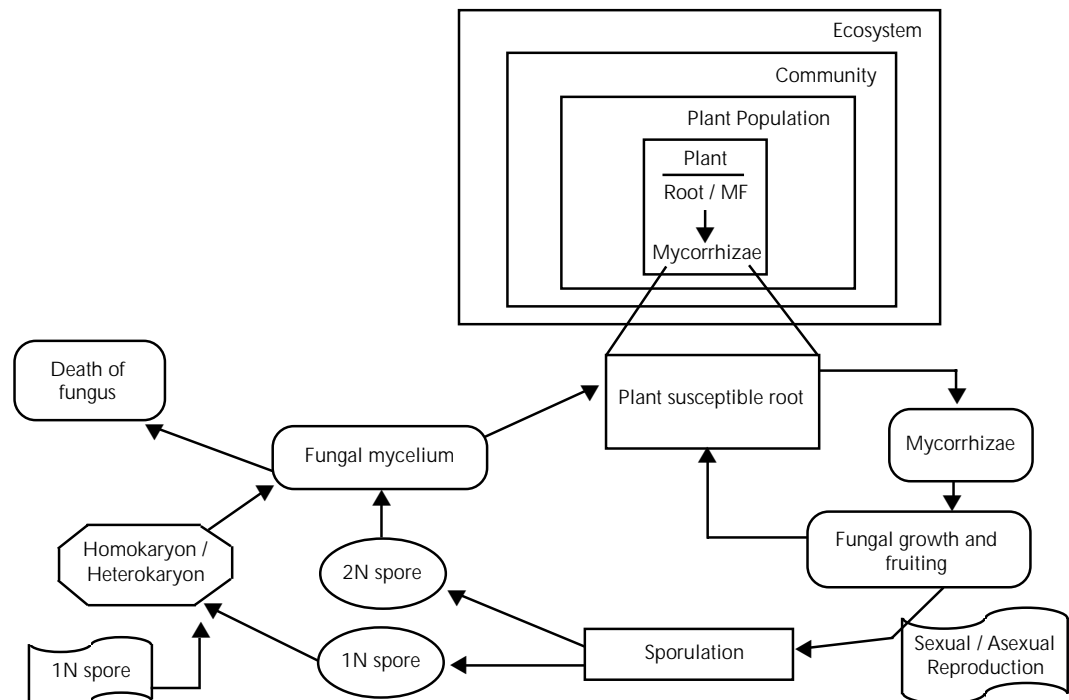 Ecosystem
Community
Plant Population
Plant
Root / MF
Mycorrhizae
Death of
fungus
Plant susceptible root
Fungal mycelium
Mycorrhizae
Homokaryon /
Heterokaryon
2N spore
Fungal growth and
fruiting
1N spore
1N spore
Sporulation
Sexual / Asexual
Reproduction